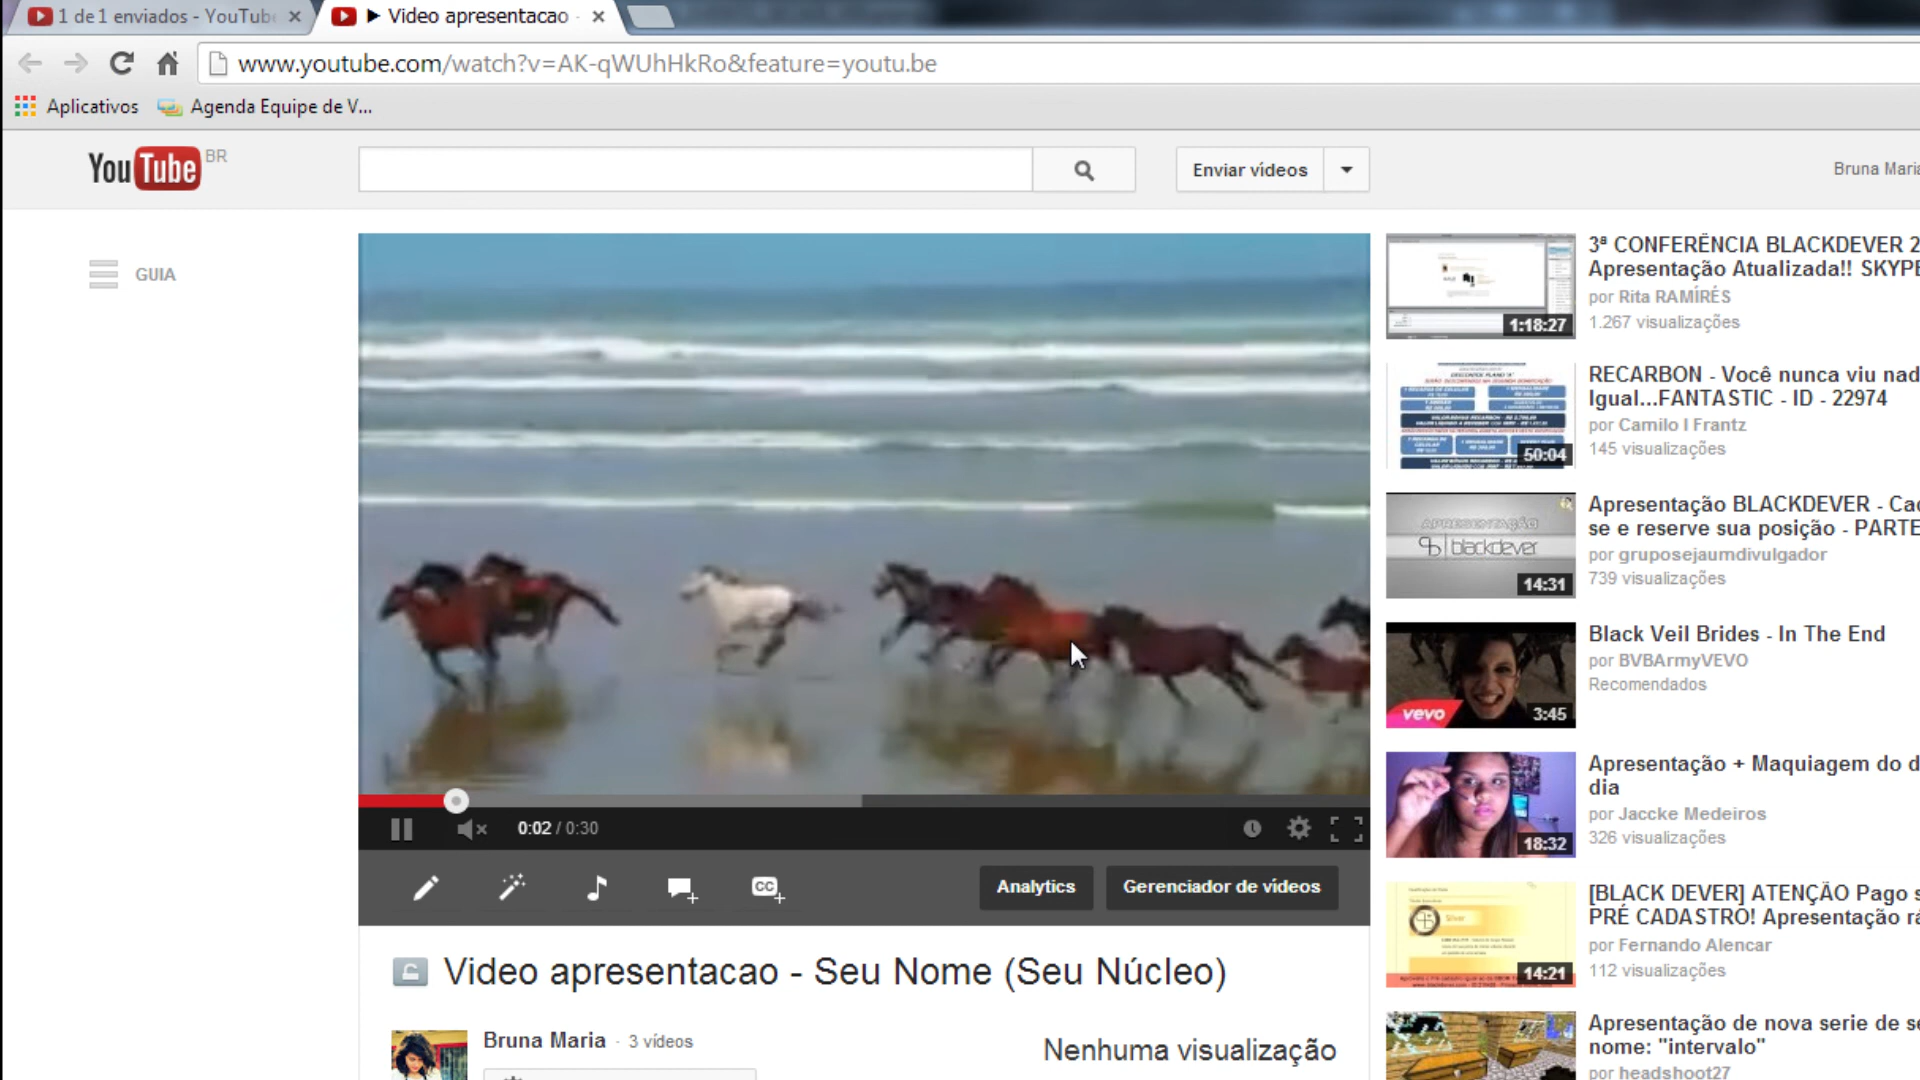 1 de 1 enviados - YouTub
▶ Video apresentacao -
www.youtube.com/watch?v=AK-qWUhHkRo&feature=youtu.be
Aplicativos
Agenda Equipe de V...
YouTube BR
Enviar vídeos
Bruna Maria
GUIA
0:02 / 0:30
CC
Analytics
Gerenciador de vídeos
Video apresentacao - Seu Nome (Seu Núcleo)
Bruna Maria · 3 vídeos
Nenhuma visualização
1:18:27
3ª CONFERÊNCIA BLACKDEVER 2
Apresentação Atualizada!! SKYPE
por Rita RAMÍRÉS
1.267 visualizações
50:04
RECARBON - Você nunca viu nad
Igual...FANTASTIC - ID - 22974
por Camilo I Frantz
145 visualizações
APRESENTAÇÃO
blackdever
14:31
Apresentação BLACKDEVER - Cad
se e reserve sua posição - PARTE
por gruposejaumdivulgador
739 visualizações
vevo
3:45
Black Veil Brides - In The End
por BVBArmyVEVO
Recomendados
18:32
Apresentação + Maquiagem do d
dia
por Jaccke Medeiros
326 visualizações
Silver
14:21
[BLACK DEVER] ATENÇÃO Pago s
PRÉ CADASTRO! Apresentação rá
por Fernando Alencar
112 visualizações
Apresentação de nova serie de se
nome: "intervalo"
por headshoot27